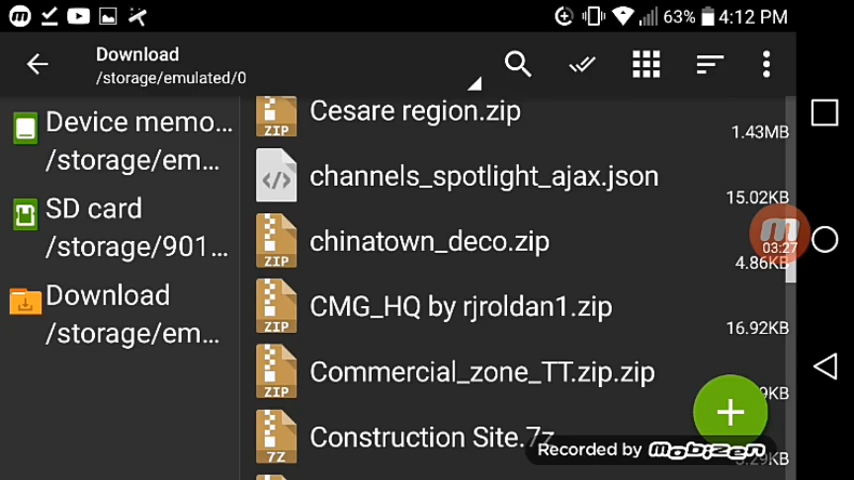 63% 4:12 PM
Download
/storage/emulated/0
Device memo...
/storage/em...
SD card
/storage/901...
Download
/storage/em...
ZIP
Cesare region.zip
1.43MB
channels_spotlight_ajax.json
15.02KB
ZIP
chinatown_deco.zip
4.86KB
ZIP
CMG_HQ by rjroldan1.zip
16.92KB
ZIP
Commercial_zone_TT.zip.zip
7Z
Construction Site.7z
03:27
Recorded by Mobizen